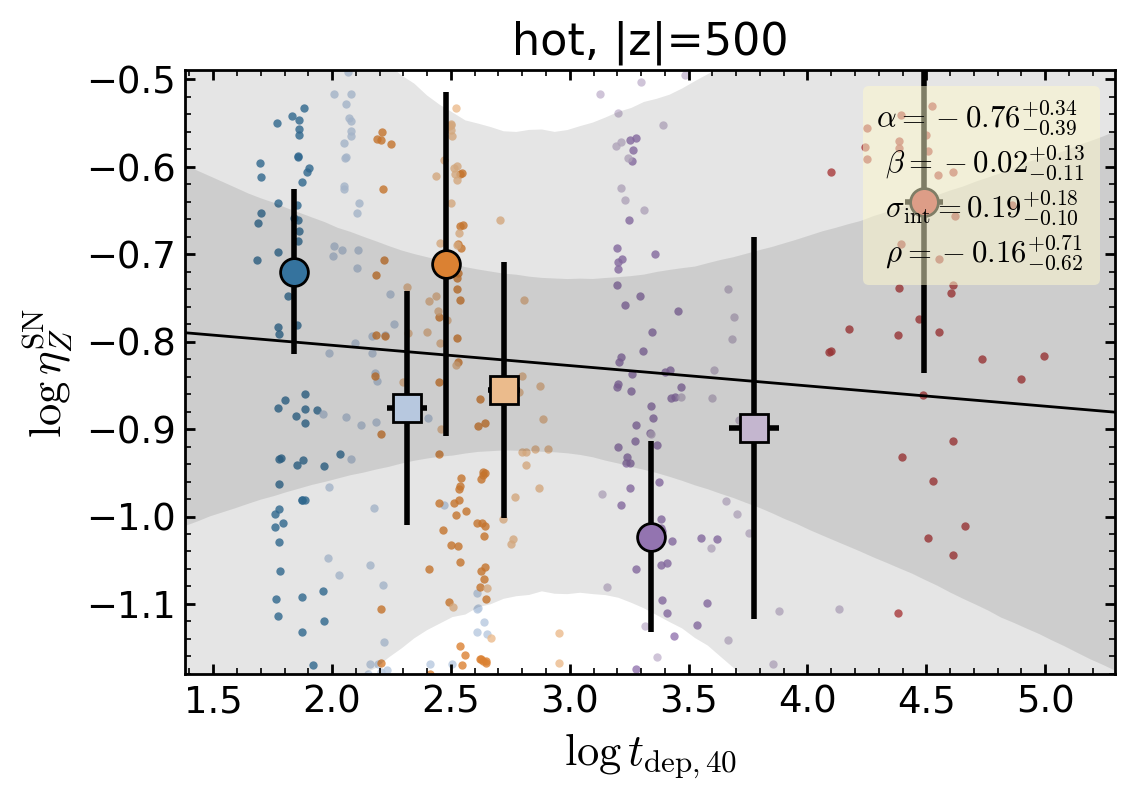 hot, |z|=500
α = −0.76 +0.34 −0.39
β = −0.02 +0.13 −0.11
σint = 0.19 +0.18 −0.10
ρ = −0.16 +0.71 −0.62
log η_Z^SN
−0.5
−0.6
−0.7
−0.8
−0.9
−1.0
−1.1
1.5 2.0 2.5 3.0 3.5 4.0 4.5 5.0
log t_dep, 40